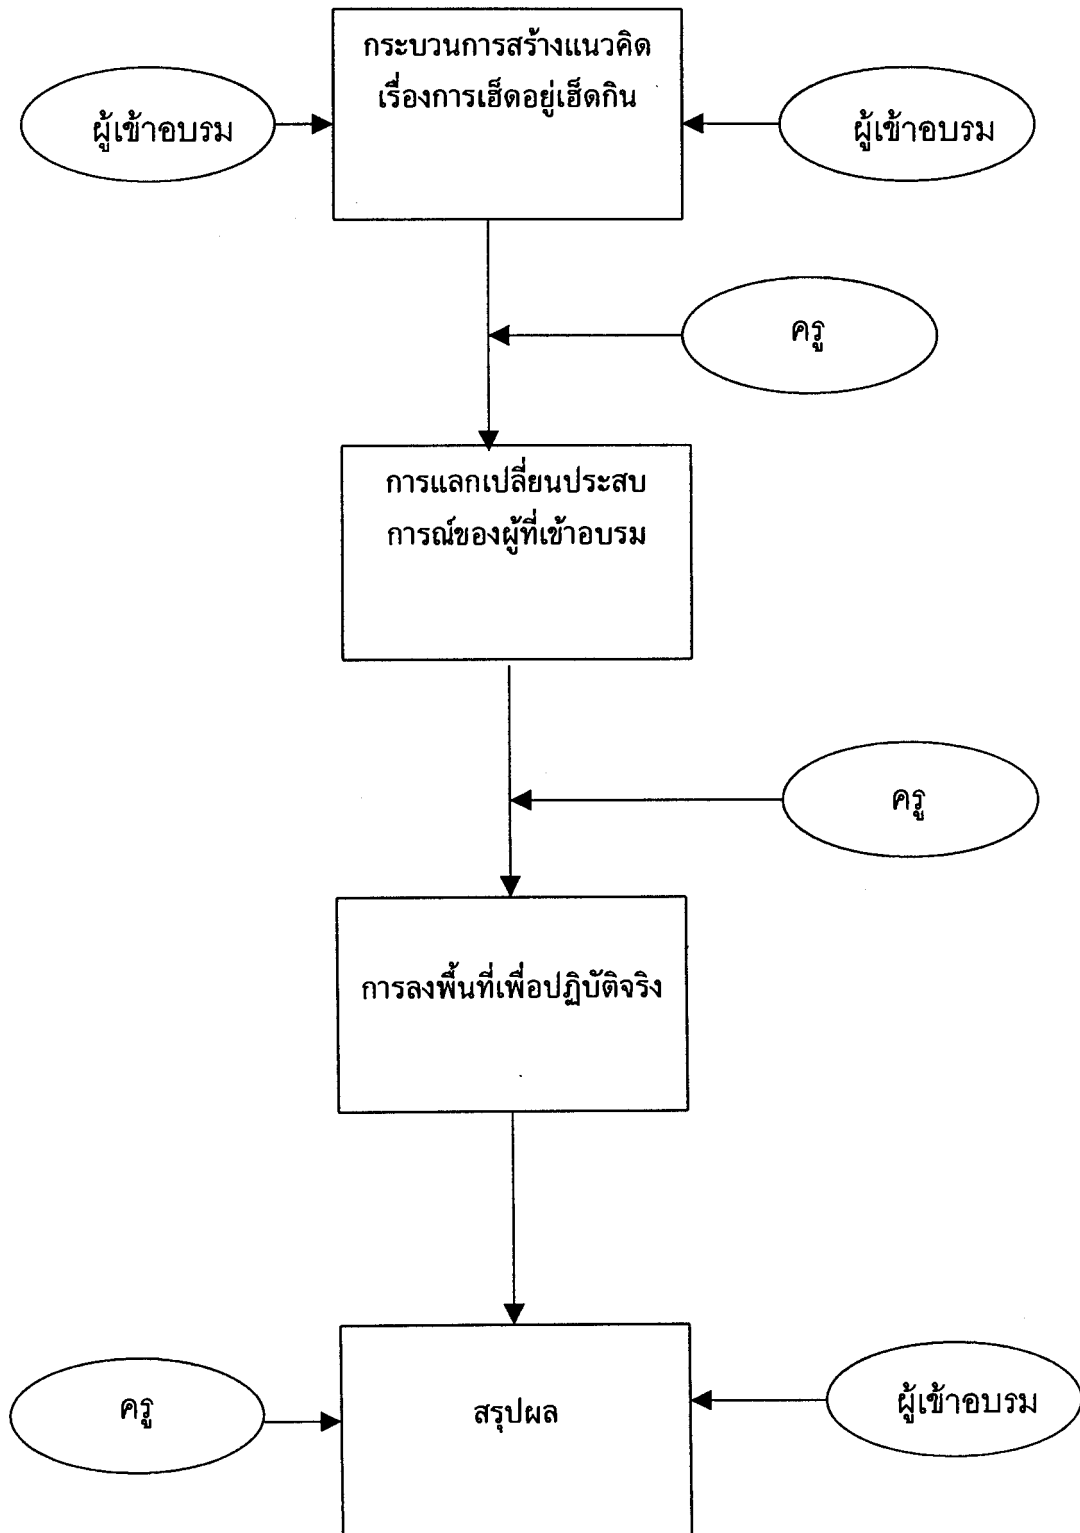 กระบวนการสร้างแนวคิด
เรื่องการเฮ็ดอยู่เฮ็ดกิน
ผู้เข้าอบรม
ผู้เข้าอบรม
ครู
การแลกเปลี่ยนประสบ
การณ์ของผู้ที่เข้าอบรม
ครู
การลงพื้นที่เพื่อปฏิบัติจริง
ครู
สรุปผล
ผู้เข้าอบรม